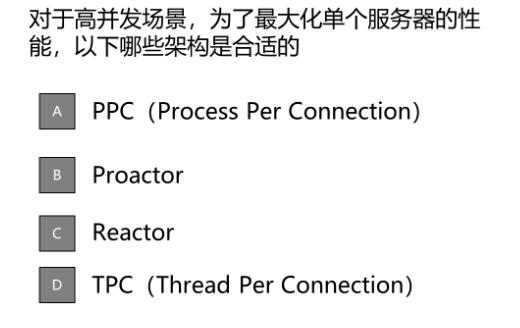 对于高并发场景，为了最大化单个服务器的性
能，以下哪些架构是合适的
A PPC（Process Per Connection）
B Proactor
C Reactor
D TPC（Thread Per Connection）